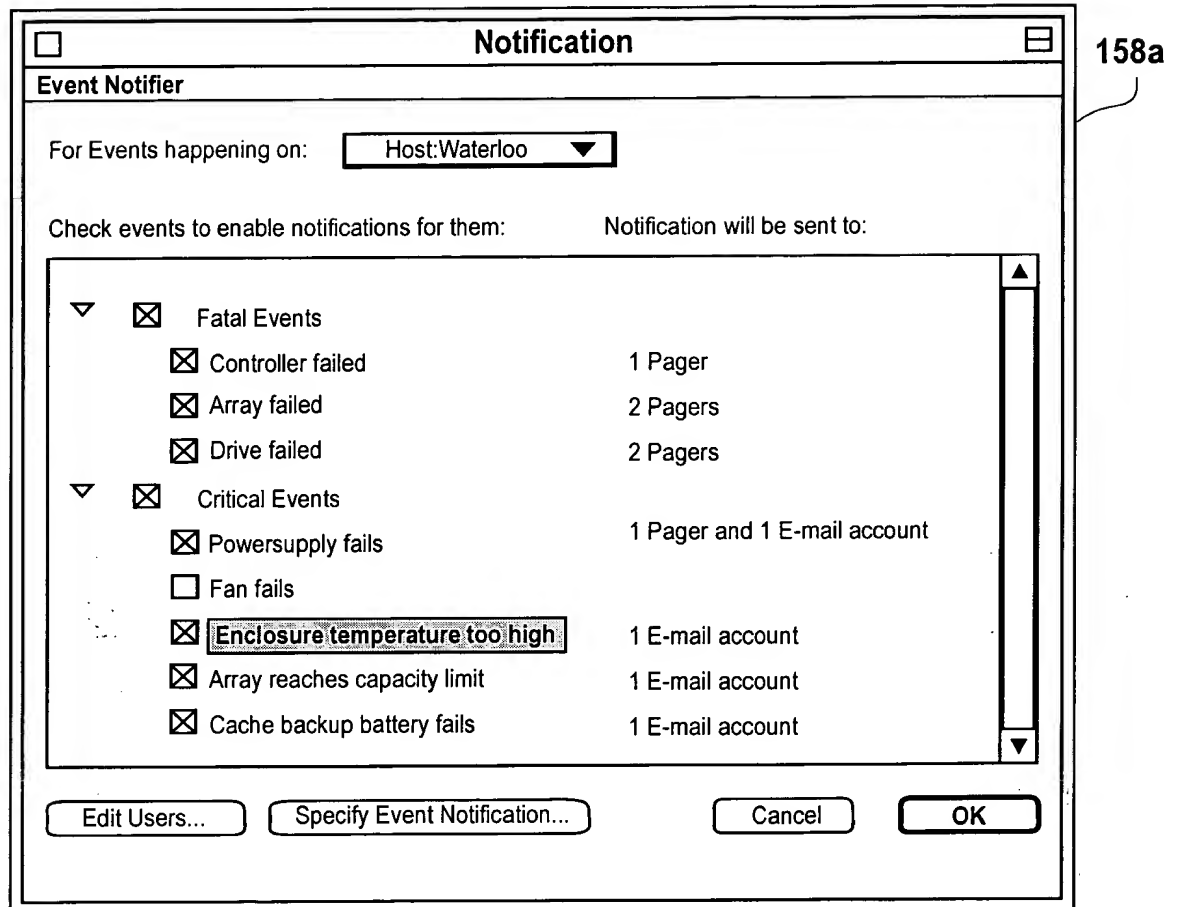 Notification
158a
Event Notifier
For Events happening on: Host:Waterloo
Check events to enable notifications for them: Notification will be sent to:
Fatal Events
Controller failed 1 Pager
Array failed 2 Pagers
Drive failed 2 Pagers
Critical Events
Powersupply fails 1 Pager and 1 E-mail account
Fan fails
Enclosure temperature too high 1 E-mail account
Array reaches capacity limit 1 E-mail account
Cache backup battery fails 1 E-mail account
Edit Users... Specify Event Notification... Cancel OK